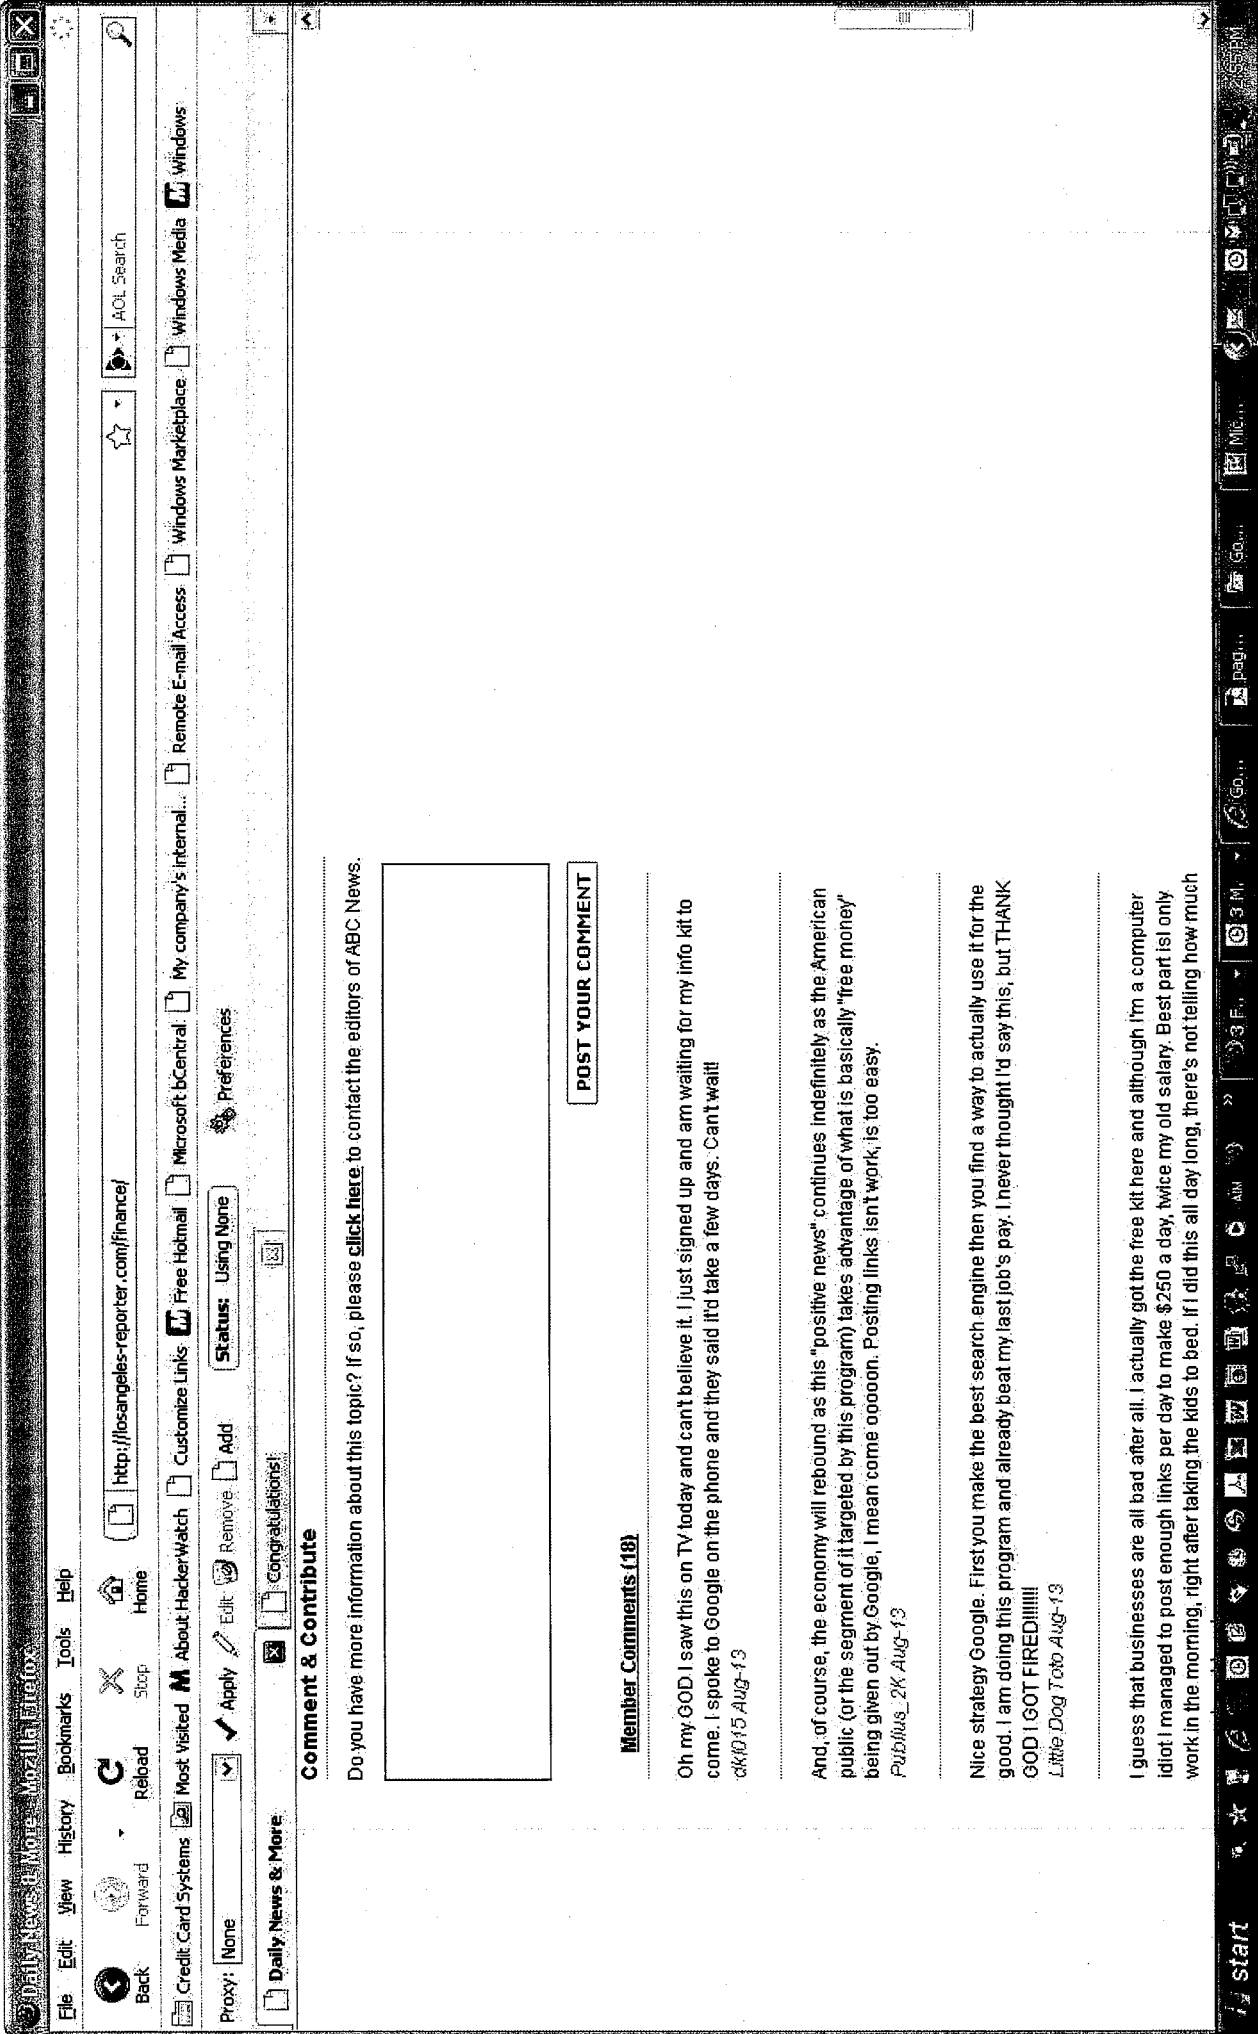 Daily News & More - Mozilla Firefox
File Edit View History Bookmarks Tools Help
Back Forward Reload Stop Home
http://losangeles-reporter.com/finance/
AOL Search
Credit Card Systems Most Visited About HackerWatch Customize Links Free Hotmail Microsoft bCentral My company's internal... Remote E-mail Access Windows Marketplace Windows Media Windows
Proxy: None Apply Edit Remove Add Status: Using None Preferences
Daily News & More Congratulations!
Comment & Contribute
Do you have more information about this topic? If so, please click here to contact the editors of ABC News.
POST YOUR COMMENT
Member Comments (18)
Oh my GOD.I saw this on TV today and can't believe it. I just signed up and am waiting for my info kit to
come. I spoke to Google on the phone and they said it'd take a few days. Can't wait!
Aug-13
And, of course, the economy will rebound as this "positive news" continues indefinitely as the American
public (or the segment of it targeted by this program) takes advantage of what is basically "free money"
being given out by Google, I mean come ooooon. Posting links isn't work, is too easy.
Publius_2K Aug-13
Nice strategy Google. First you make the best search engine then you find a way to actually use it for the
good. I am doing this program and already beat my last job's pay. I never thought I'd say this, but THANK
GOD I GOT FIRED!!!!!!!
Little Dog Toto Aug-13
I guess that businesses are all bad after all. I actually got the free kit here and although I'm a computer
idiot I managed to post enough links per day to make $250 a day, twice my old salary. Best part isI only
work in the morning, right after taking the kids to bed. If I did this all day long, there's not telling how much
start
AIM
»
3 F...
3 M.
Go...
pag...
Go...
Mic...
2:55 PM